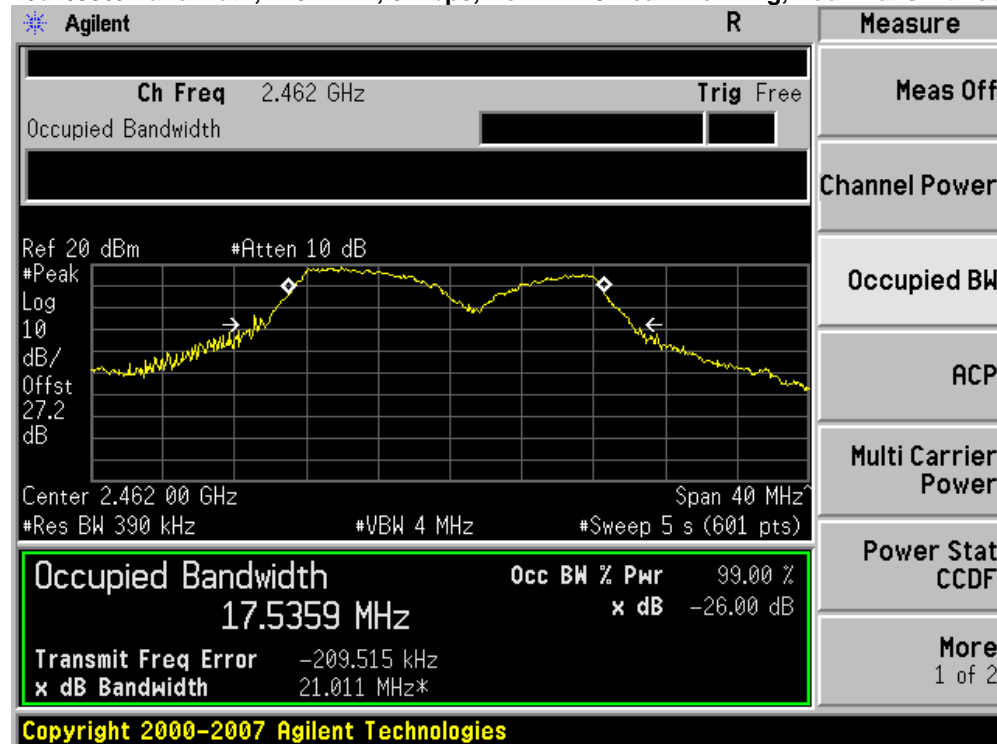 Agilent R Measure
Ch Freq 2.462 GHz Trig Free
Occupied Bandwidth
Meas Off
Channel Power
Occupied BW
ACP
Multi Carrier
Power
Power Stat
CCDF
More
1 of 2
Ref 20 dBm #Atten 10 dB
#Peak
Log
10
dB/
Offst
27.2
dB
Center 2.462 00 GHz Span 40 MHz^
#Res BW 390 kHz #VBW 4 MHz #Sweep 5 s (601 pts)
Occupied Bandwidth Occ BW % Pwr 99.00 %
17.5359 MHz x dB -26.00 dB
Transmit Freq Error -209.515 kHz
x dB Bandwidth 21.011 MHz*
Copyright 2000-2007 Agilent Technologies